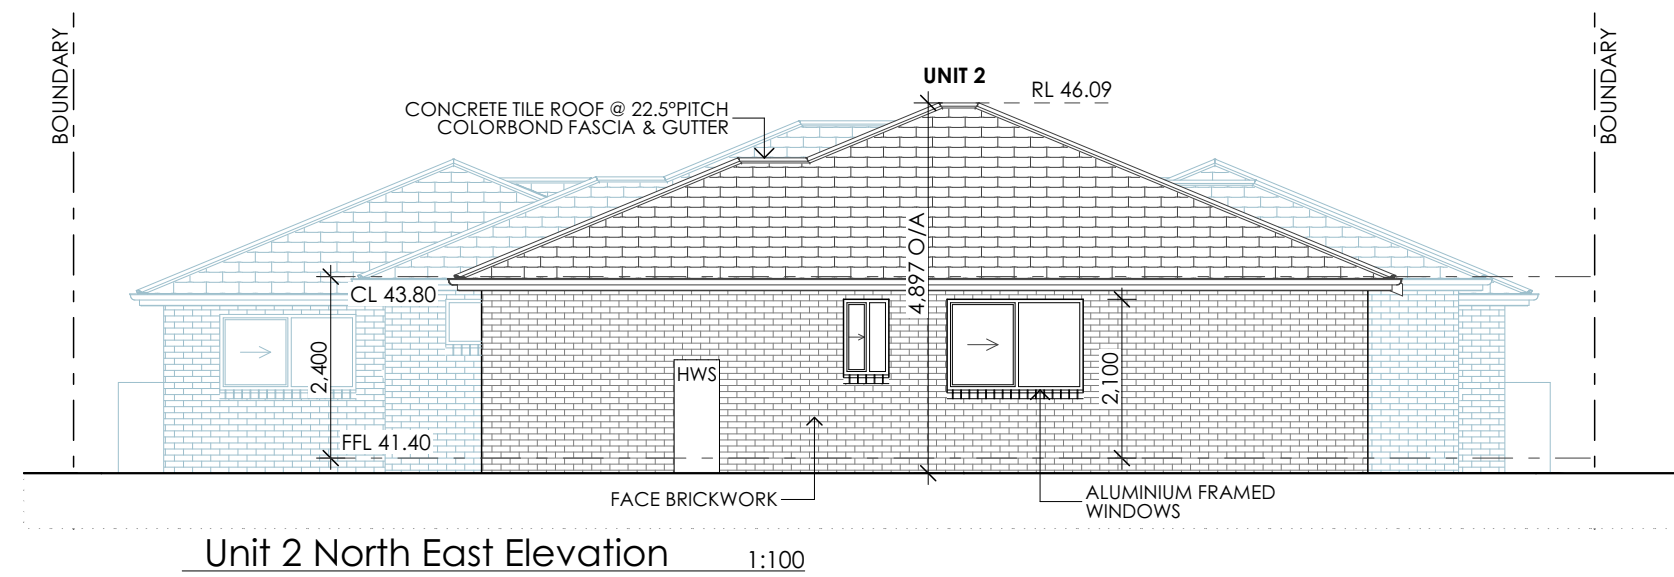 BOUNDARY
UNIT 2
RL 46.09
BOUNDARY
CONCRETE TILE ROOF @ 22.5°PITCH
COLORBOND FASCIA & GUTTER
4,897 O/A
CL 43.80
2,400
HWS
2,100
FFL 41.40
FACE BRICKWORK
ALUMINIUM FRAMED
WINDOWS
Unit 2 North East Elevation
1:100